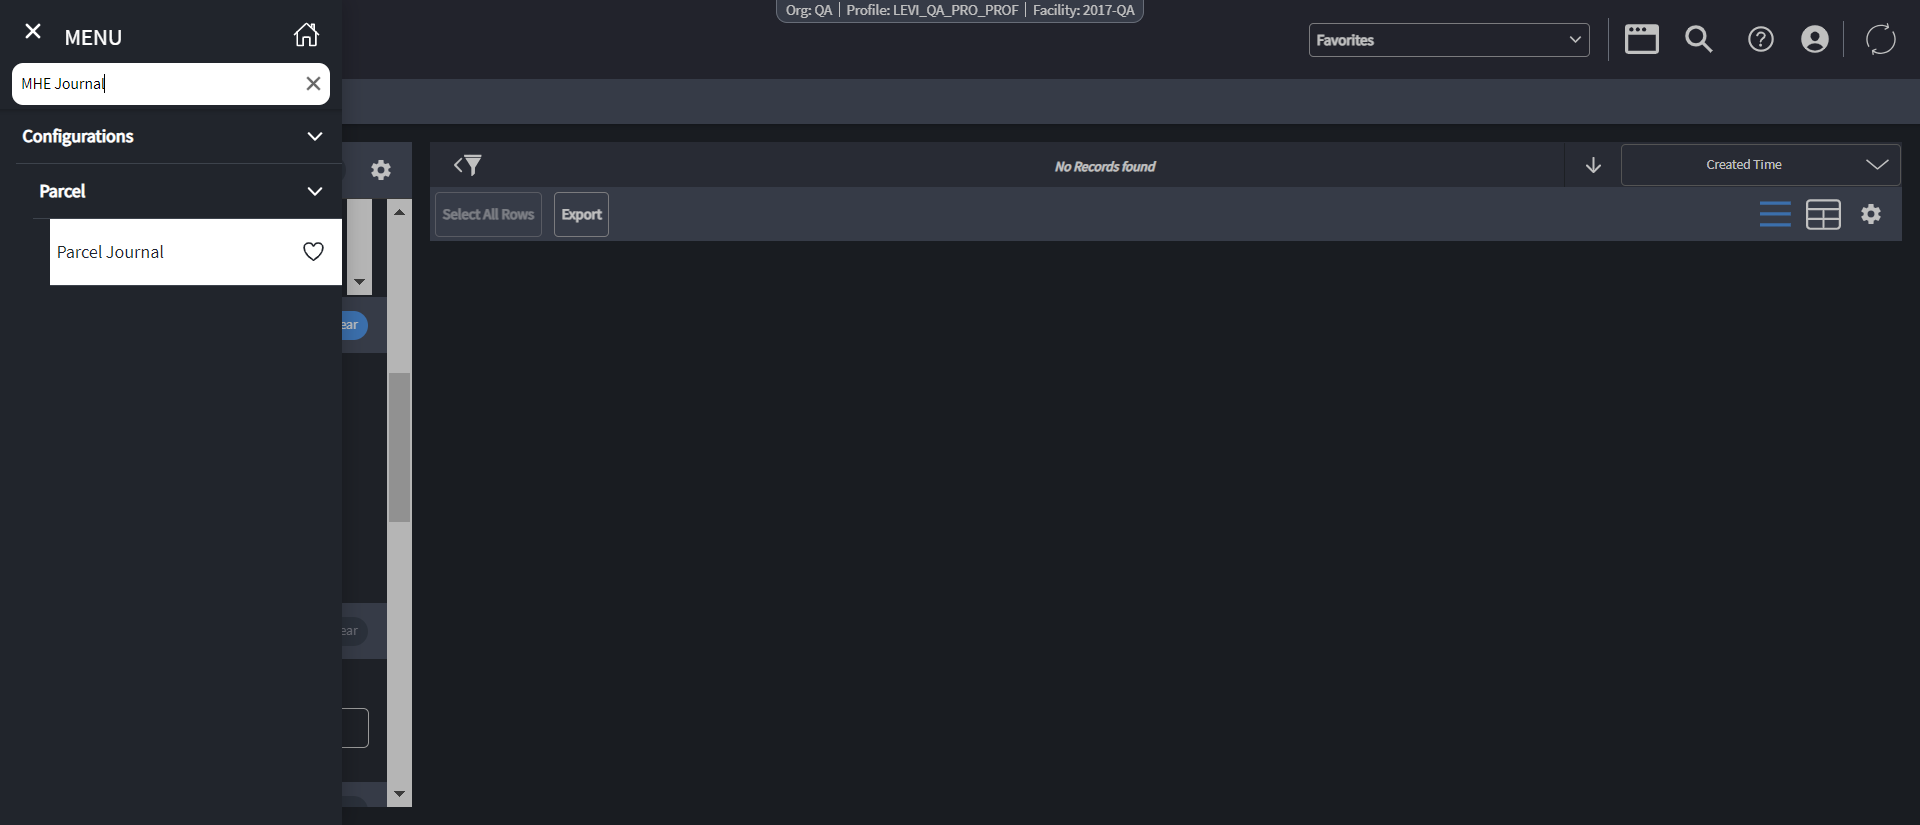 Org: QA | Profile: LEVI_QA_PRO_PROF | Facility: 2017-QA
MENU
Favorites
MHE Journal
Configurations
Parcel
Parcel Journal
No Records found
Created Time
Select All Rows
Export
ear
ear